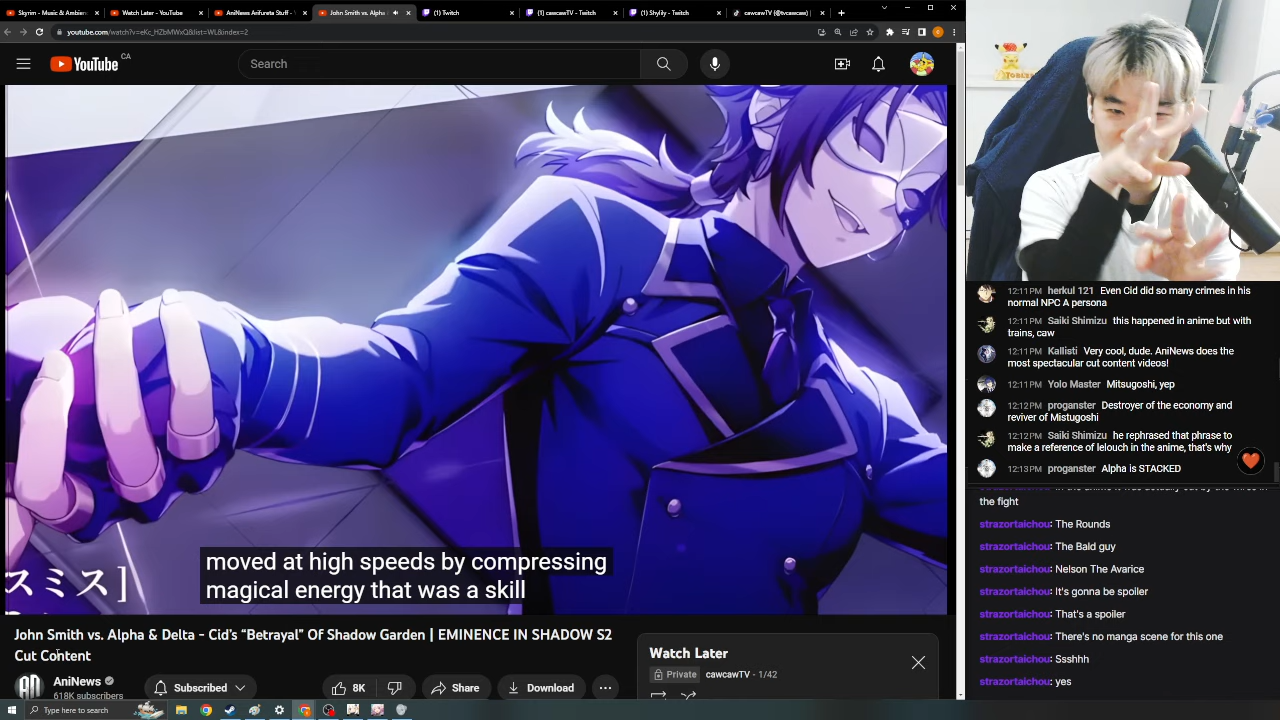 Slgrim - Music & Ambien
Watch Later - YouTube
AniNews Arifureta Stuff -
John Smith vs. Alpha &
(1) Twitch
(1) cawcawTV - Twitch
(1) Shylily - Twitch
cawcawTV (@tvcawcaw) |
youtube.com/watch?v=eKc_HZbMWxQ&list=WL&index=2
YouTube CA
Search
moved at high speeds by compressing
magical energy that was a skill
スミス]
John Smith vs. Alpha & Delta - Cid's “Betrayal” Of Shadow Garden | EMINENCE IN SHADOW S2
Cut Content
AniNews
618K subscribers
Subscribed
8K
Share
Download
Watch Later
Private cawcawTV - 1/42
Type here to search
12:11 PM herkul 121 Even Cid did so many crimes in his
normal NPC A persona
12:11 PM Saiki Shimizu this happened in anime but with
trains, caw
12:11 PM Kallisti Very cool, dude. AniNews does the
most spectacular cut content videos!
12:11 PM Yolo Master Mitsugoshi, yep
12:12 PM proganster Destroyer of the economy and
reviver of Mistugoshi
12:12 PM Saiki Shimizu he rephrased that phrase to
make a reference of lelouch in the anime, that's why
12:13 PM proganster Alpha is STACKED
the fight
strazortaichou: The Rounds
strazortaichou: The Bald guy
strazortaichou: Nelson The Avarice
strazortaichou: It's gonna be spoiler
strazortaichou: That's a spoiler
strazortaichou: There's no manga scene for this one
strazortaichou: Ssshhh
strazortaichou: yes